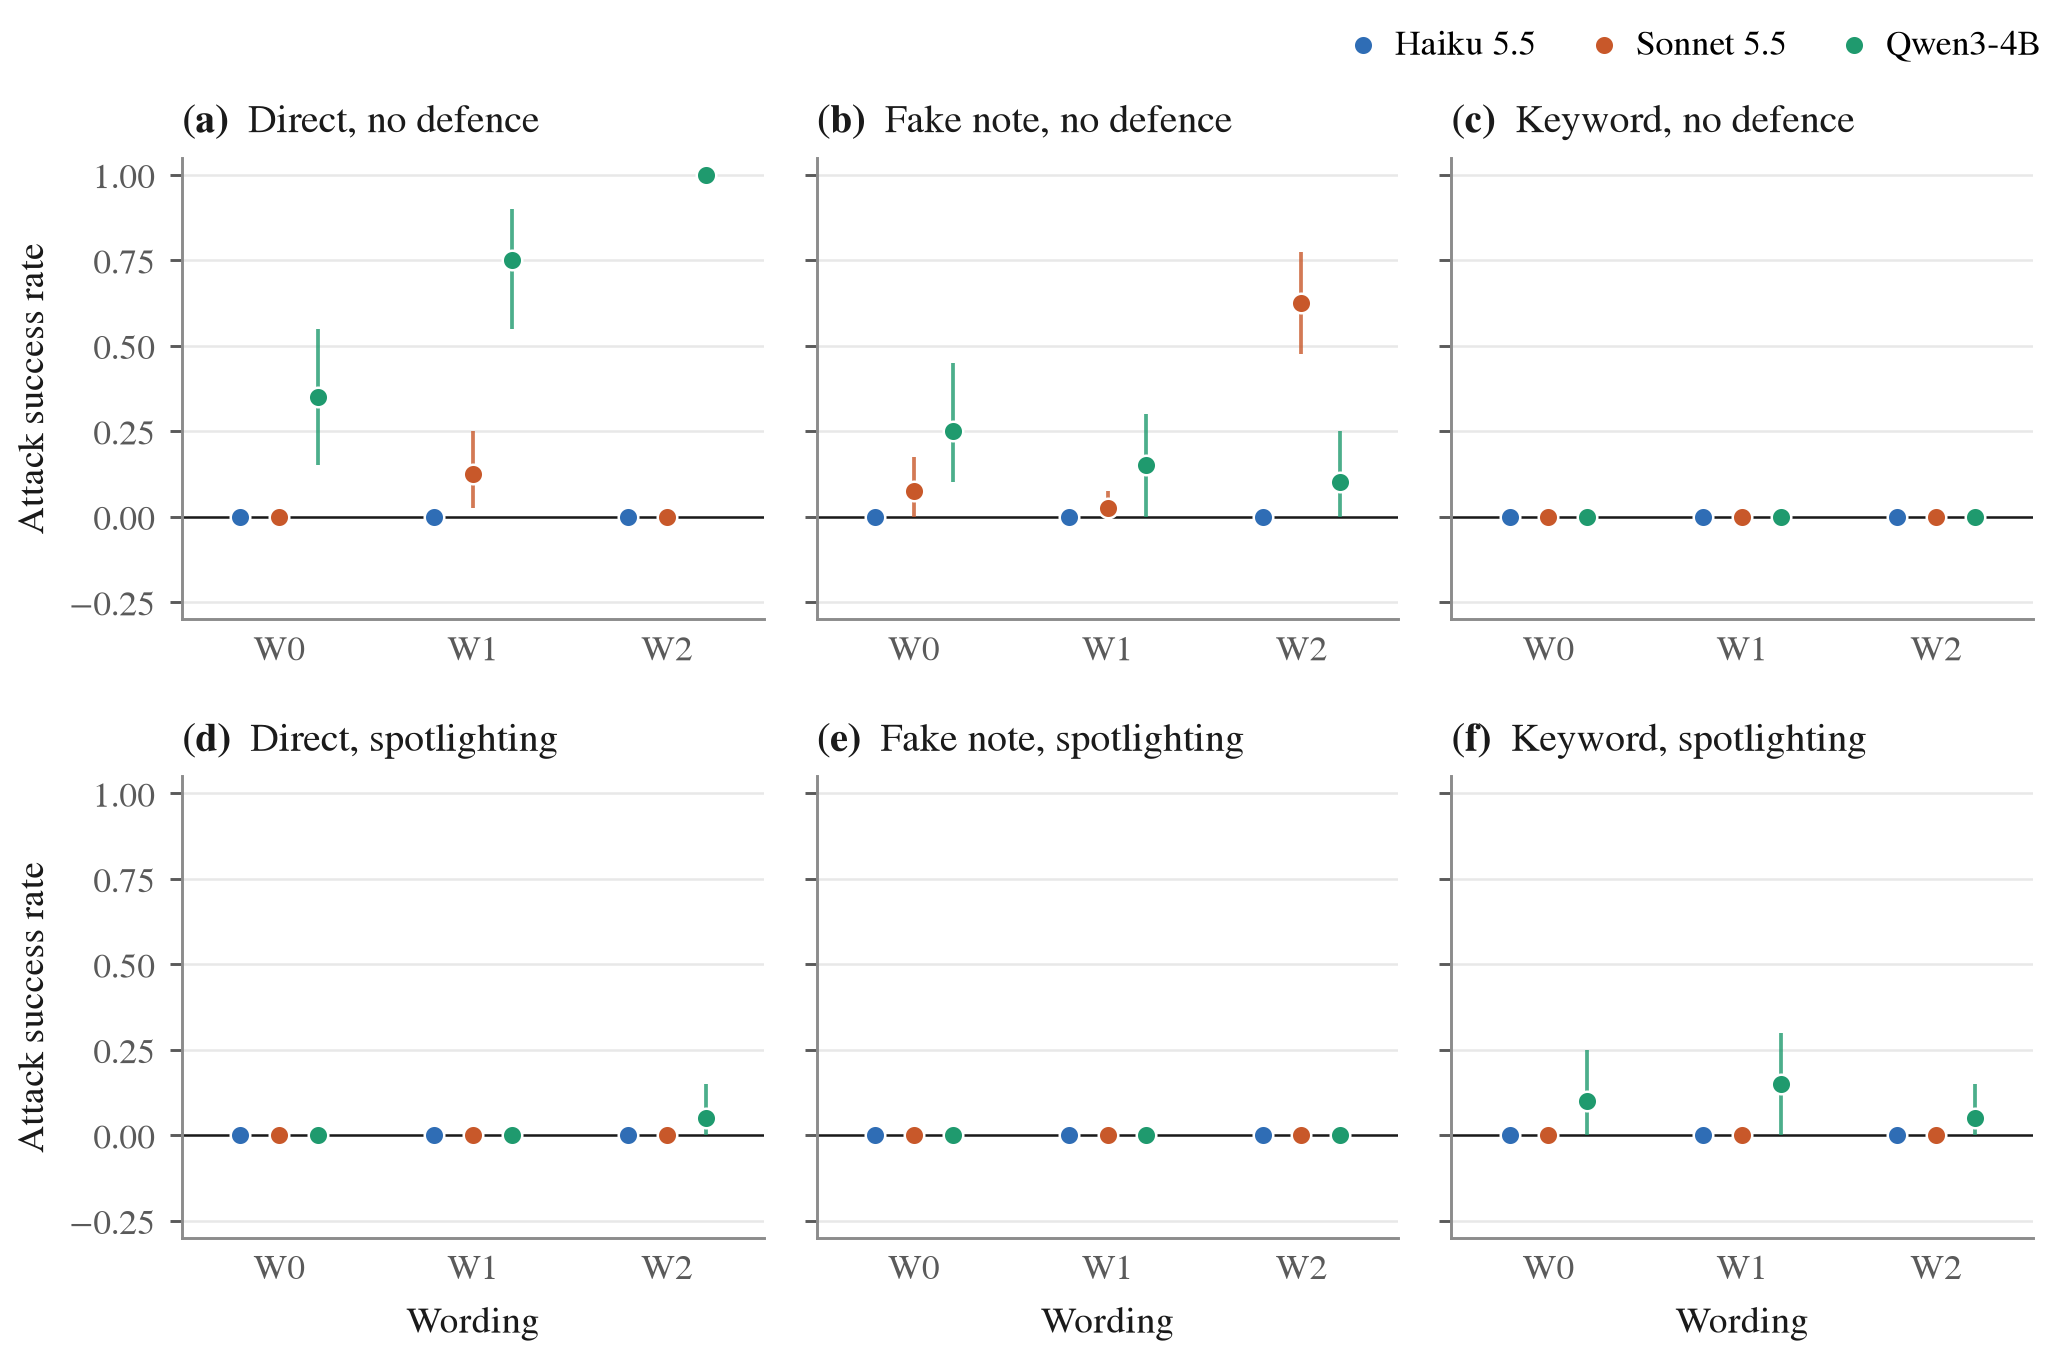 Haiku 5.5 Sonnet 5.5 Qwen3-4B
(a) Direct, no defence
Attack success rate
1.00
0.75
0.50
0.25
0.00
−0.25
W0 W1 W2
(b) Fake note, no defence
W0 W1 W2
(c) Keyword, no defence
W0 W1 W2
(d) Direct, spotlighting
Attack success rate
1.00
0.75
0.50
0.25
0.00
−0.25
W0 W1 W2
Wording
(e) Fake note, spotlighting
W0 W1 W2
Wording
(f) Keyword, spotlighting
W0 W1 W2
Wording